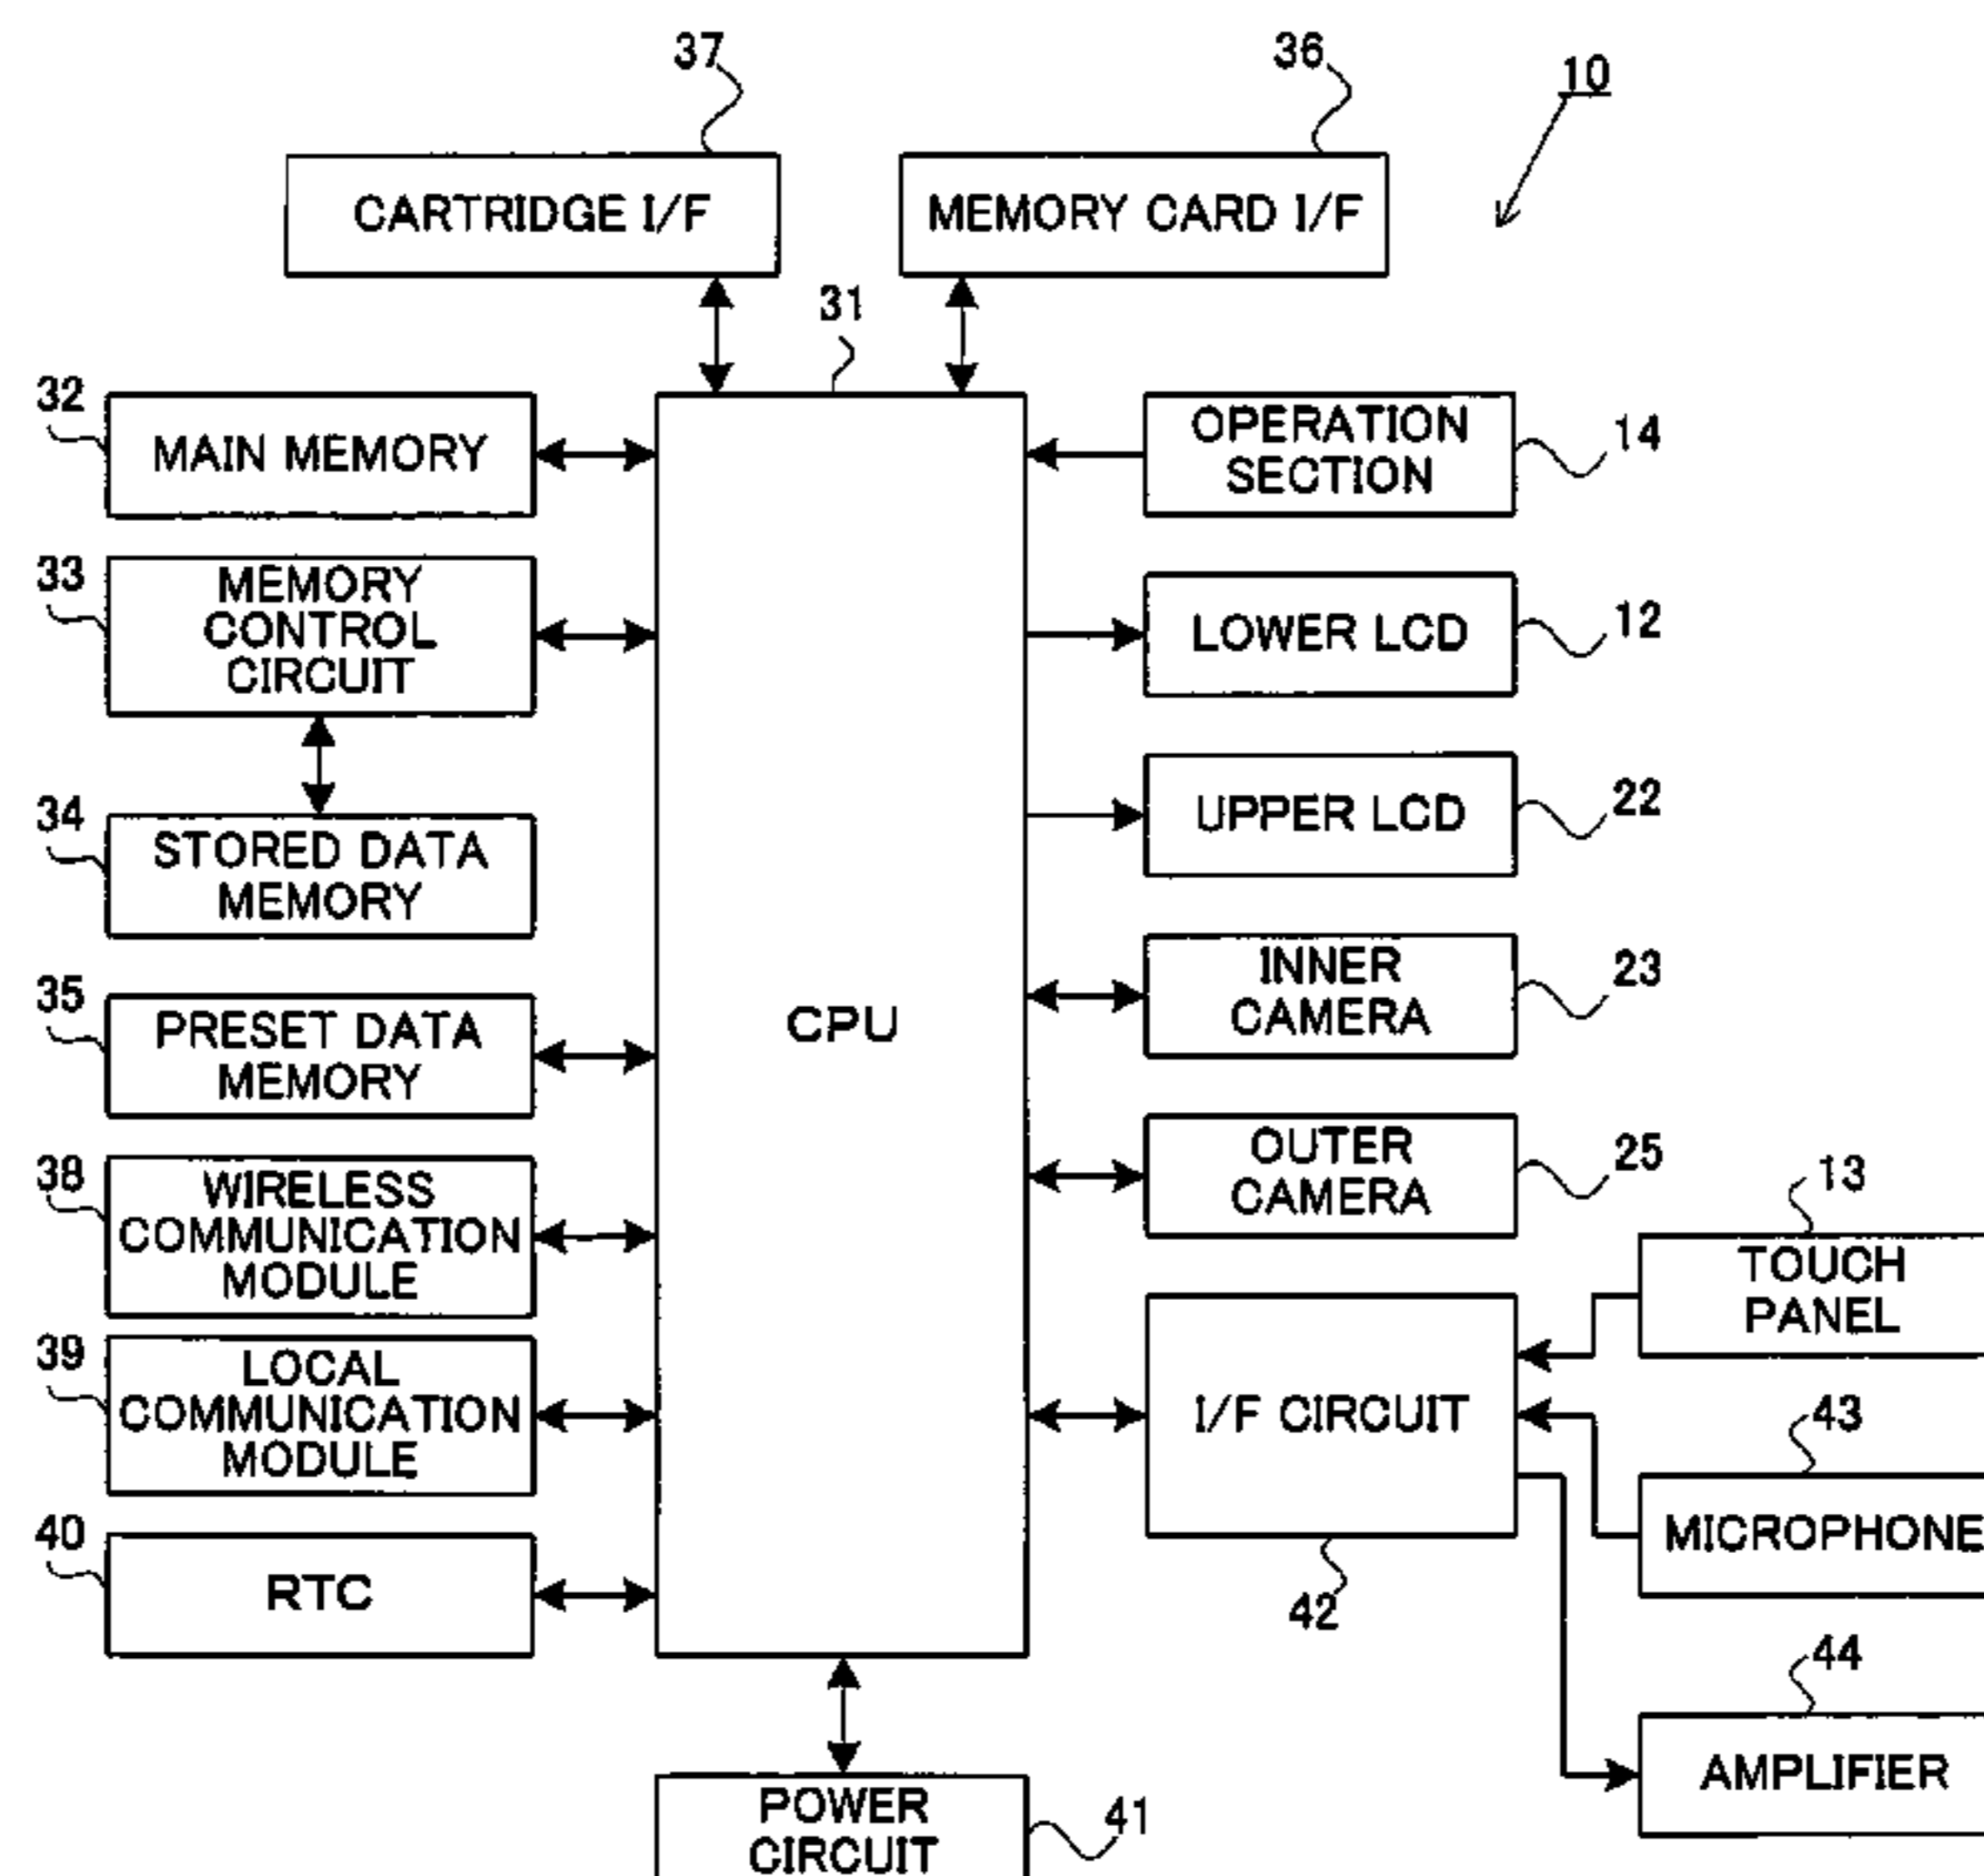 37
36
10
CARTRIDGE I/F
MEMORY CARD I/F
31
32
MAIN MEMORY
OPERATION
SECTION
14
33
MEMORY
CONTROL
CIRCUIT
LOWER LCD
12
34
STORED DATA
MEMORY
UPPER LCD
22
35
PRESET DATA
MEMORY
CPU
INNER
CAMERA
23
38
WIRELESS
COMMUNICATION
MODULE
OUTER
CAMERA
25
13
TOUCH
PANEL
39
LOCAL
COMMUNICATION
MODULE
I/F CIRCUIT
42
43
MICROPHONE
40
RTC
44
AMPLIFIER
POWER
CIRCUIT
41